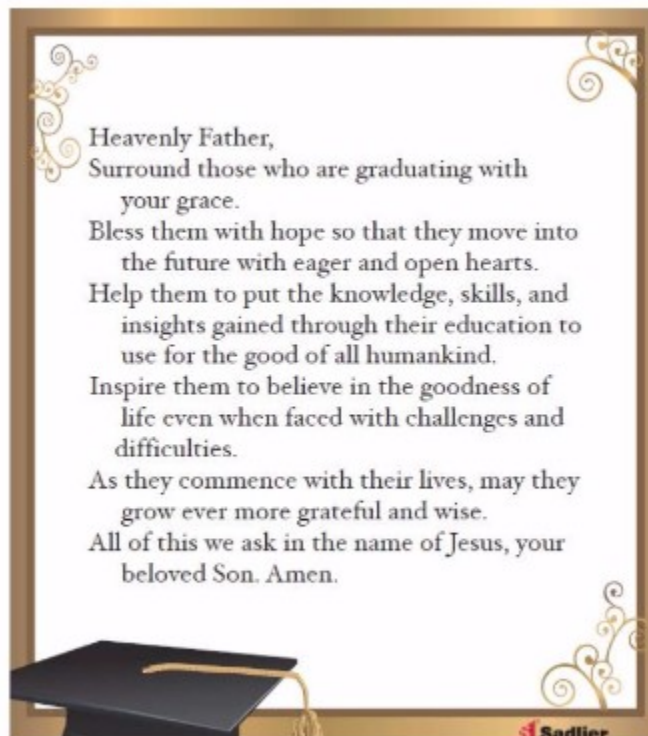 Heavenly Father,
Surround those who are graduating with
your grace.
Bless them with hope so that they move into
the future with eager and open hearts.
Help them to put the knowledge, skills, and
insights gained through their education to
use for the good of all humankind.
Inspire them to believe in the goodness of
life even when faced with challenges and
difficulties.
As they commence with their lives, may they
grow ever more grateful and wise.
All of this we ask in the name of Jesus, your
beloved Son. Amen.
Sadlier